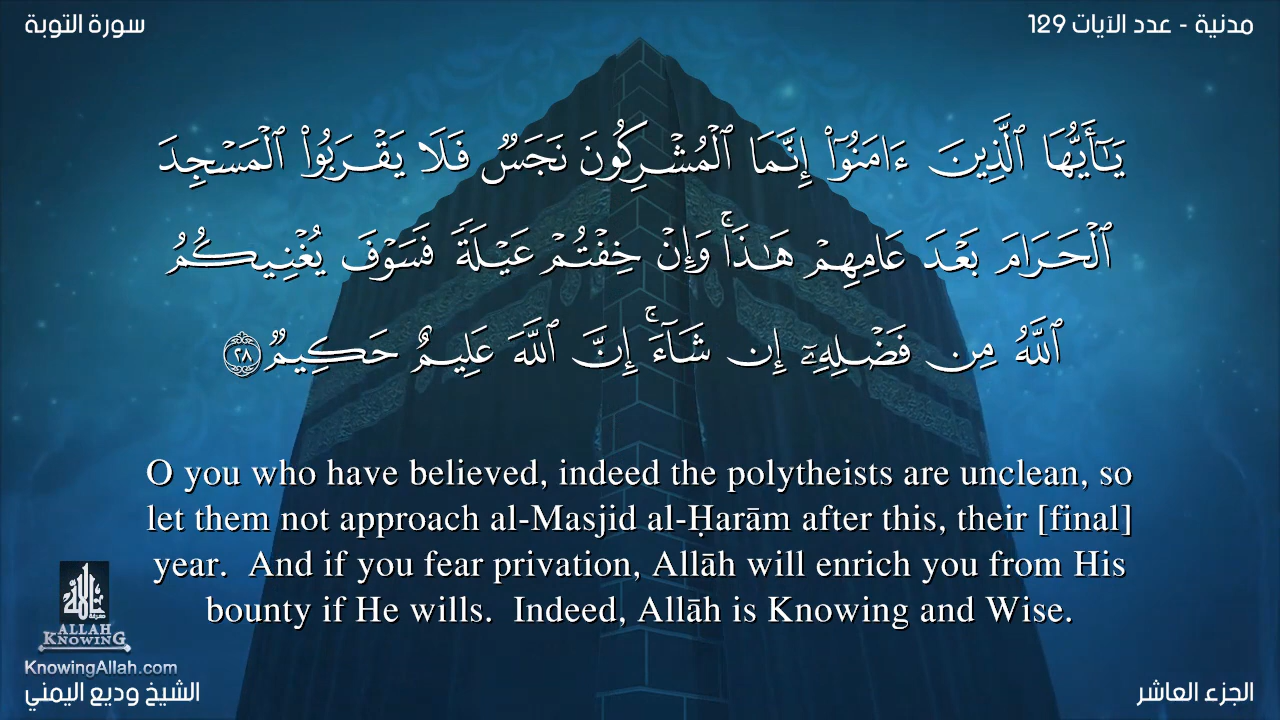 سورة التوبة
مدنية - عدد الآيات 129
يَـٰٓأَيُّهَا ٱلَّذِينَ ءَامَنُوٓا۟ إِنَّمَا ٱلْمُشْرِكُونَ نَجَسٌ فَلَا يَقْرَبُوا۟ ٱلْمَسْجِدَ
ٱلْحَرَامَ بَعْدَ عَامِهِمْ هَـٰذَا ۚ وَإِنْ خِفْتُمْ عَيْلَةً فَسَوْفَ يُغْنِيكُمُ
ٱللَّهُ مِن فَضْلِهِۦٓ إِن شَآءَ ۚ إِنَّ ٱللَّهَ عَلِيمٌ حَكِيمٌ ٢٨
O you who have believed, indeed the polytheists are unclean, so
let them not approach al-Masjid al-Ḥarām after this, their [final]
year.  And if you fear privation, Allāh will enrich you from His
bounty if He wills.  Indeed, Allāh is Knowing and Wise.
ALLAH
KNOWING
KnowingAllah.com
الشيخ وديع اليمني
الجزء العاشر